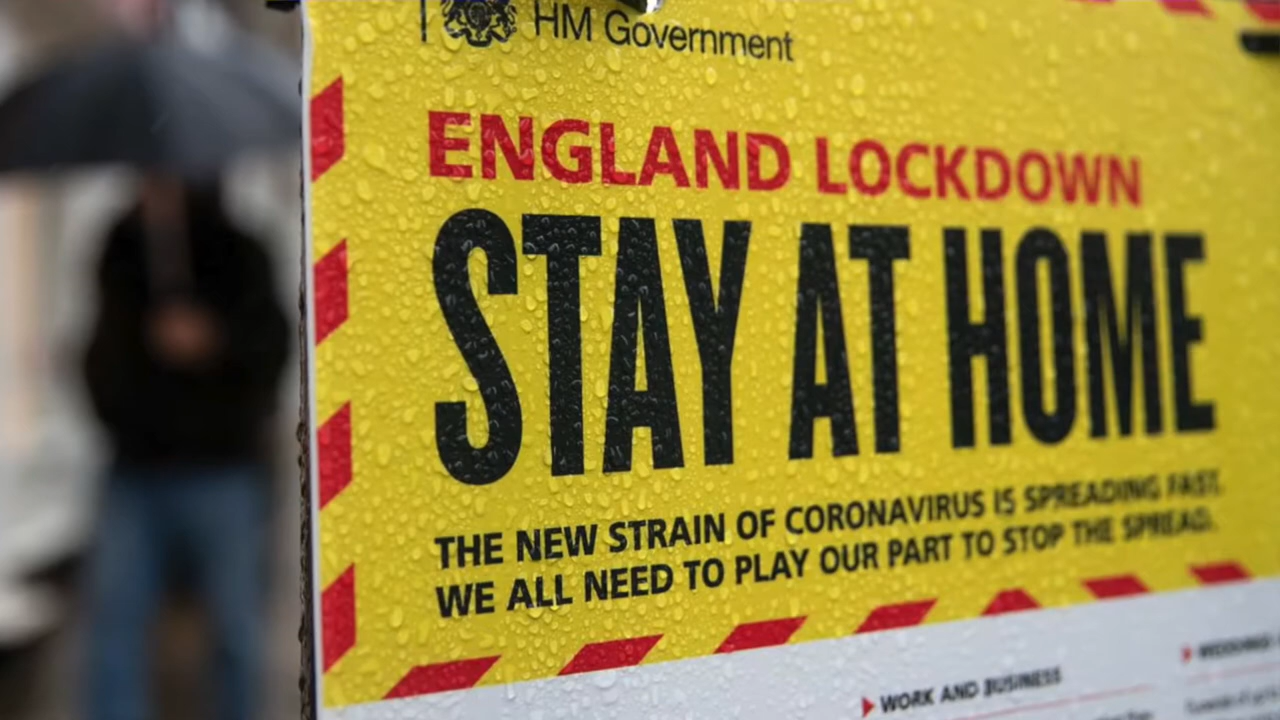 HM Government
ENGLAND LOCKDOWN
STAY AT HOME
THE NEW STRAIN OF CORONAVIRUS IS SPREADING FAST.
WE ALL NEED TO PLAY OUR PART TO STOP THE SPREAD.
WORK AND BUSINESS